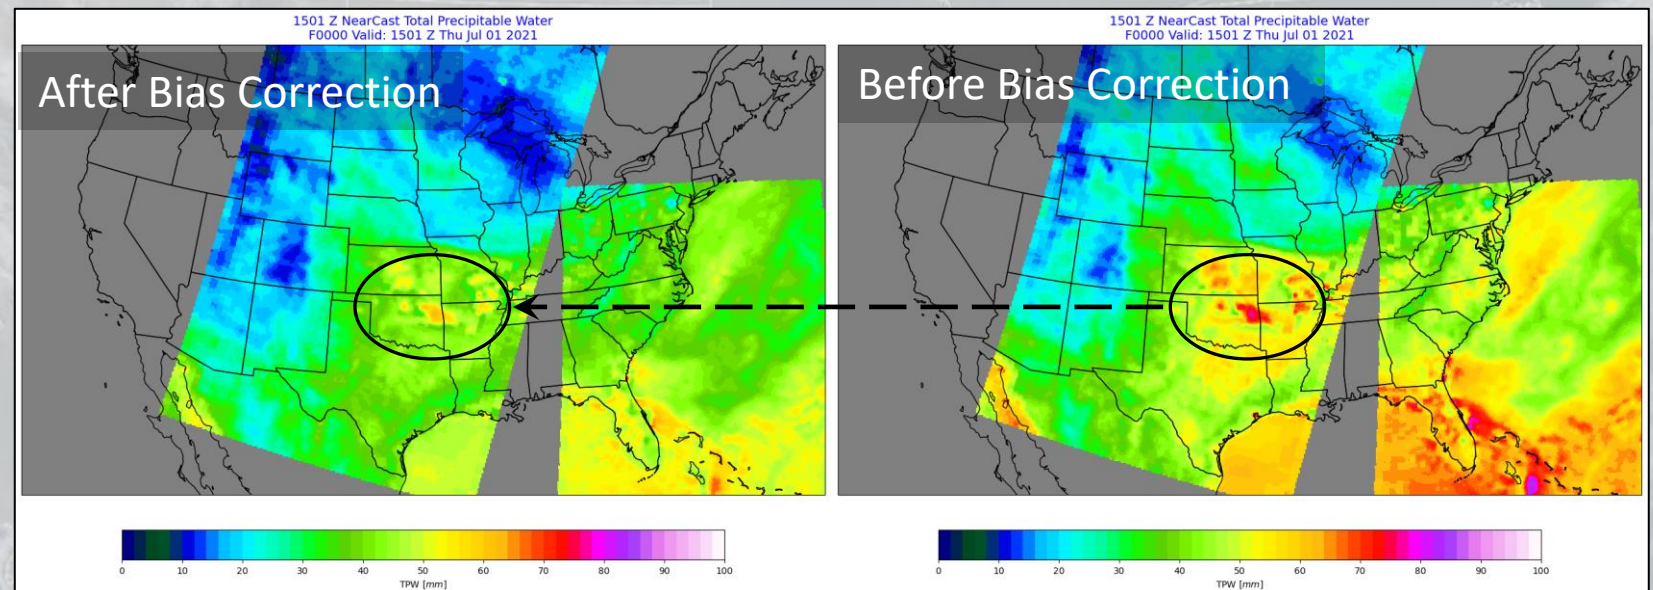 1501 Z NearCast Total Precipitable Water
F0000 Valid: 1501 Z Thu Jul 01 2021
After Bias Correction
0 10 20 30 40 50 60 70 80 90 100
TPW [mm]
1501 Z NearCast Total Precipitable Water
F0000 Valid: 1501 Z Thu Jul 01 2021
Before Bias Correction
0 10 20 30 40 50 60 70 80 90 100
TPW [mm]